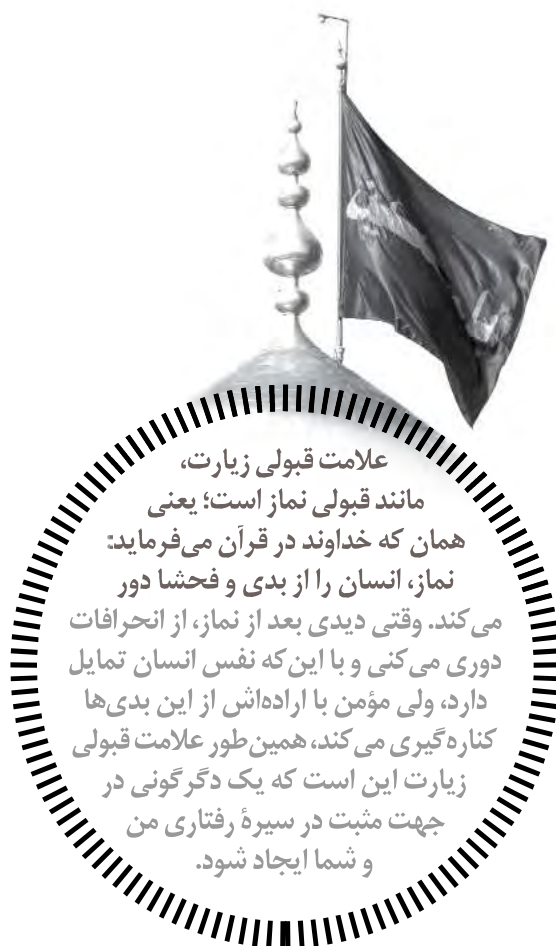 علامت قبولی زیارت،
مانند قبولی نماز است؛ یعنی
همان که خداوند در قرآن می‌فرماید:
نماز، انسان را از بدی و فحشا دور
می‌کند. وقتی دیدی بعد از نماز، از انحرافات
دوری می‌کنی و با این‌که نفس انسان تمایل
دارد، ولی مؤمن با اراده‌اش از این بدی‌ها
کناره‌گیری می‌کند، همین‌طور علامت قبولی
زیارت این است که یک دگرگونی در
جهت مثبت در سیرۀ رفتاری من
و شما ایجاد شود.